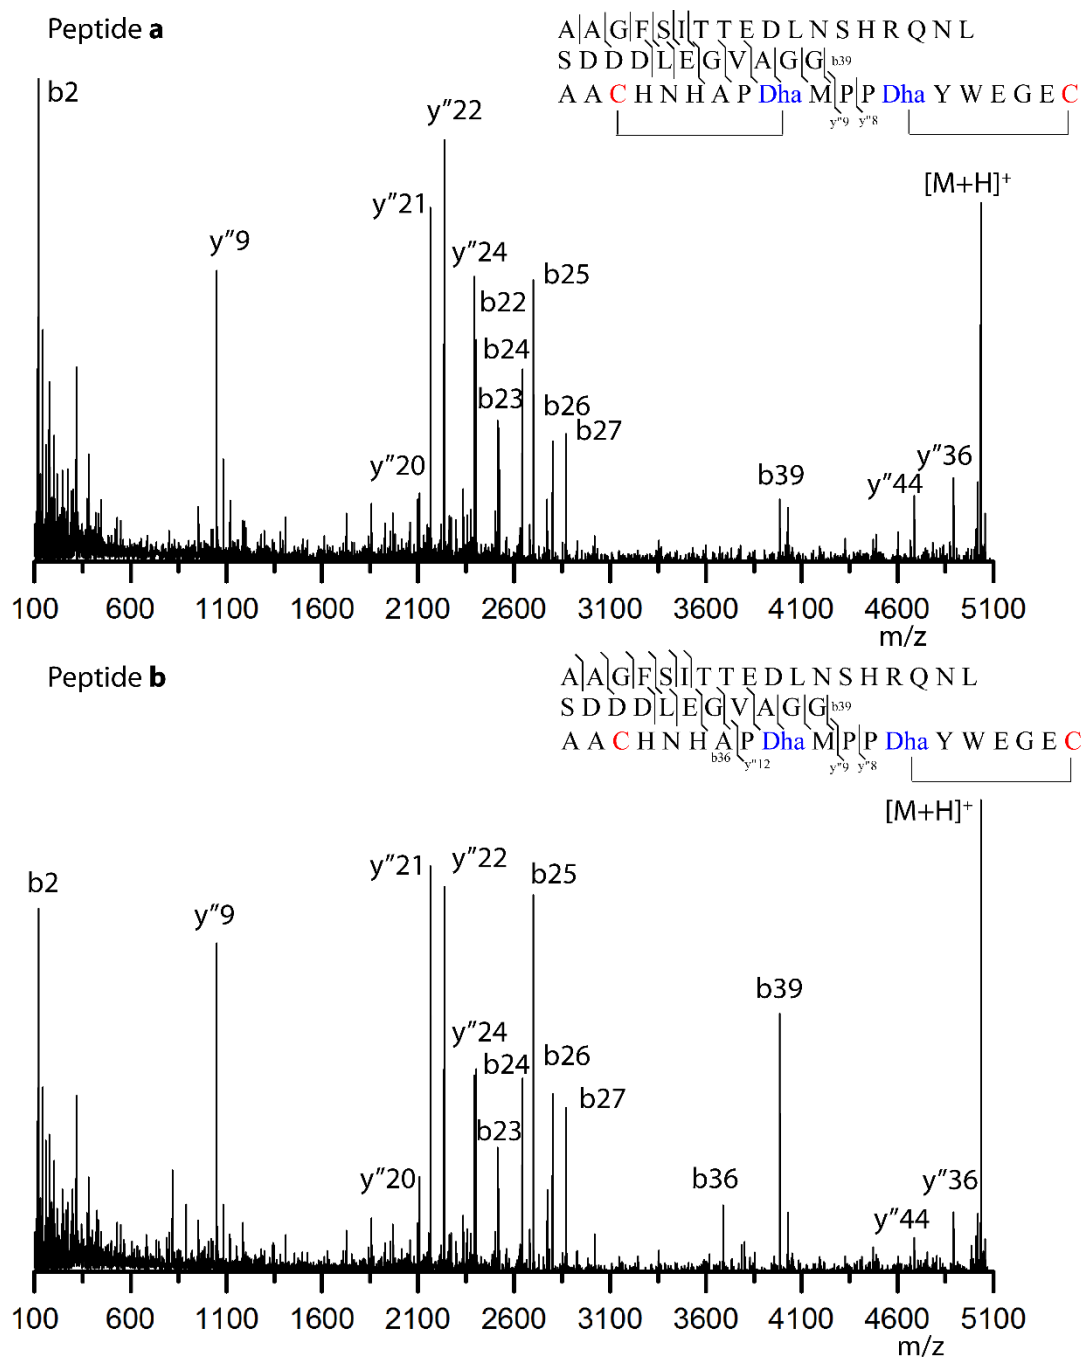 Peptide a
A A G F S I T T E D L N S H R Q N L
S D D D L E G V A G G b39
A A C H N H A P Dha M P P Dha Y W E G E C
y"9 y"8
b2
y"22
[M+H]+
y"21
y"9
y"24
b25
b22
b24
b23
b26
b27
y"20
b39
y"44
y"36
100 600 1100 1600 2100 2600 3100 3600 4100 4600 5100
m/z
Peptide b
A A G F S I T T E D L N S H R Q N L
S D D D L E G V A G G b39
A A C H N H A P Dha M P P Dha Y W E G E C
b36 y"12 y"9 y"8
[M+H]+
b2
y"21
y"22
b25
y"9
b39
y"24
b24
b26
b27
b23
y"20
b36
y"36
y"44
100 600 1100 1600 2100 2600 3100 3600 4100 4600 5100
m/z